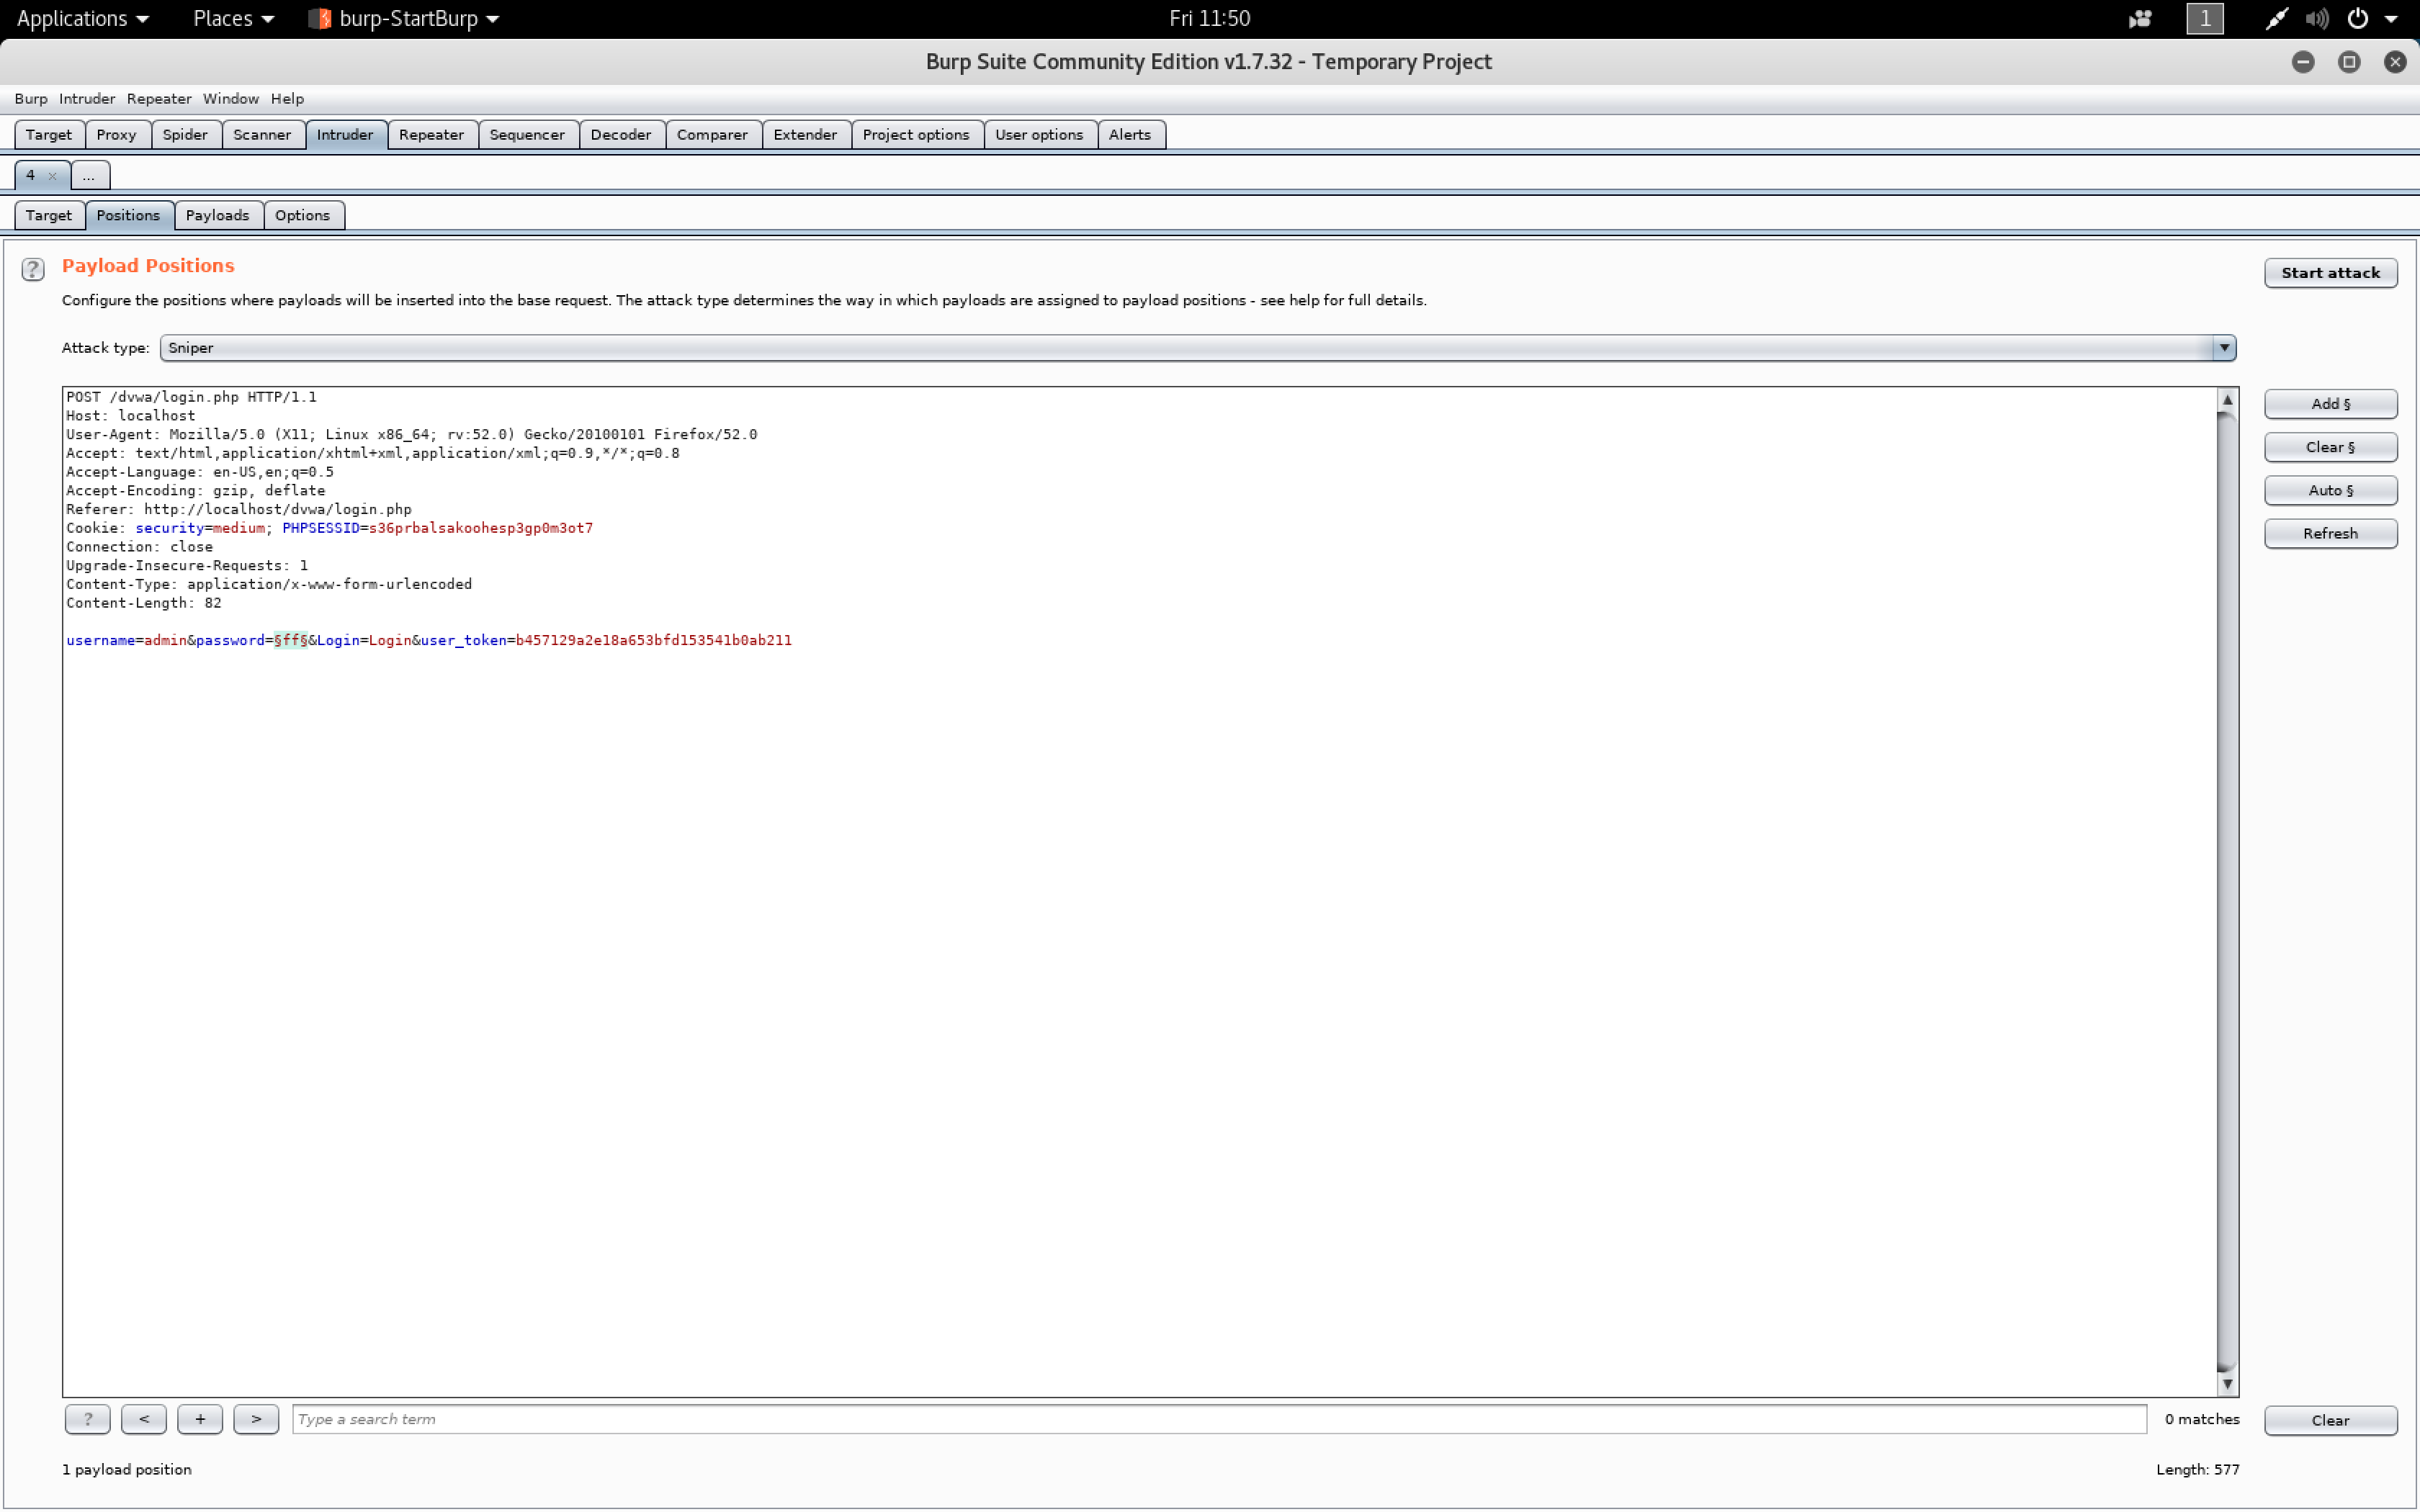 Applications Places burp-StartBurp Fri 11:50 1
Burp Suite Community Edition v1.7.32 - Temporary Project
Burp Intruder Repeater Window Help
Target Proxy Spider Scanner Intruder Repeater Sequencer Decoder Comparer Extender Project options User options Alerts
4 × ...
Target Positions Payloads Options
? Payload Positions Start attack
Configure the positions where payloads will be inserted into the base request. The attack type determines the way in which payloads are assigned to payload positions - see help for full details.
Attack type: Sniper
POST /dvwa/login.php HTTP/1.1 Add §
Host: localhost
User-Agent: Mozilla/5.0 (X11; Linux x86_64; rv:52.0) Gecko/20100101 Firefox/52.0
Accept: text/html,application/xhtml+xml,application/xml;q=0.9,*/*;q=0.8 Clear §
Accept-Language: en-US,en;q=0.5
Accept-Encoding: gzip, deflate Auto §
Referer: http://localhost/dvwa/login.php
Cookie: security=medium; PHPSESSID=s36prbalsakoohesp3gp0m3ot7 Refresh
Connection: close
Upgrade-Insecure-Requests: 1
Content-Type: application/x-www-form-urlencoded
Content-Length: 82
username=admin&password=§ff§&Login=Login&user_token=b457129a2e18a653bfd153541b0ab211
? < + > Type a search term 0 matches Clear
1 payload position Length: 577